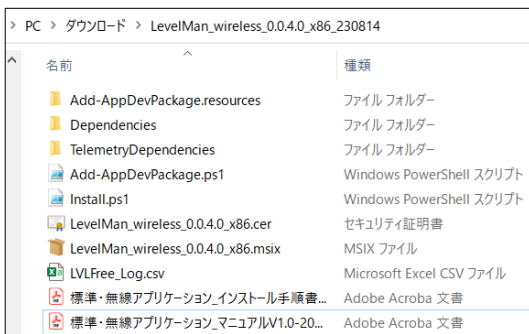 > PC > ダウンロード > LevelMan_wireless_0.0.4.0_x86_230814
名前 種類
Add-AppDevPackage.resources ファイル フォルダー
Dependencies ファイル フォルダー
TelemetryDependencies ファイル フォルダー
Add-AppDevPackage.ps1 Windows PowerShell スクリプト
Install.ps1 Windows PowerShell スクリプト
LevelMan_wireless_0.0.4.0_x86.cer セキュリティ証明書
LevelMan_wireless_0.0.4.0_x86.msix MSIX ファイル
LVLFree_Log.csv Microsoft Excel CSV ファイル
標準・無線アプリケーション_インストール手順書... Adobe Acroba 文書
標準・無線アプリケーション_マニュアルV1.0-20... Adobe Acroba 文書